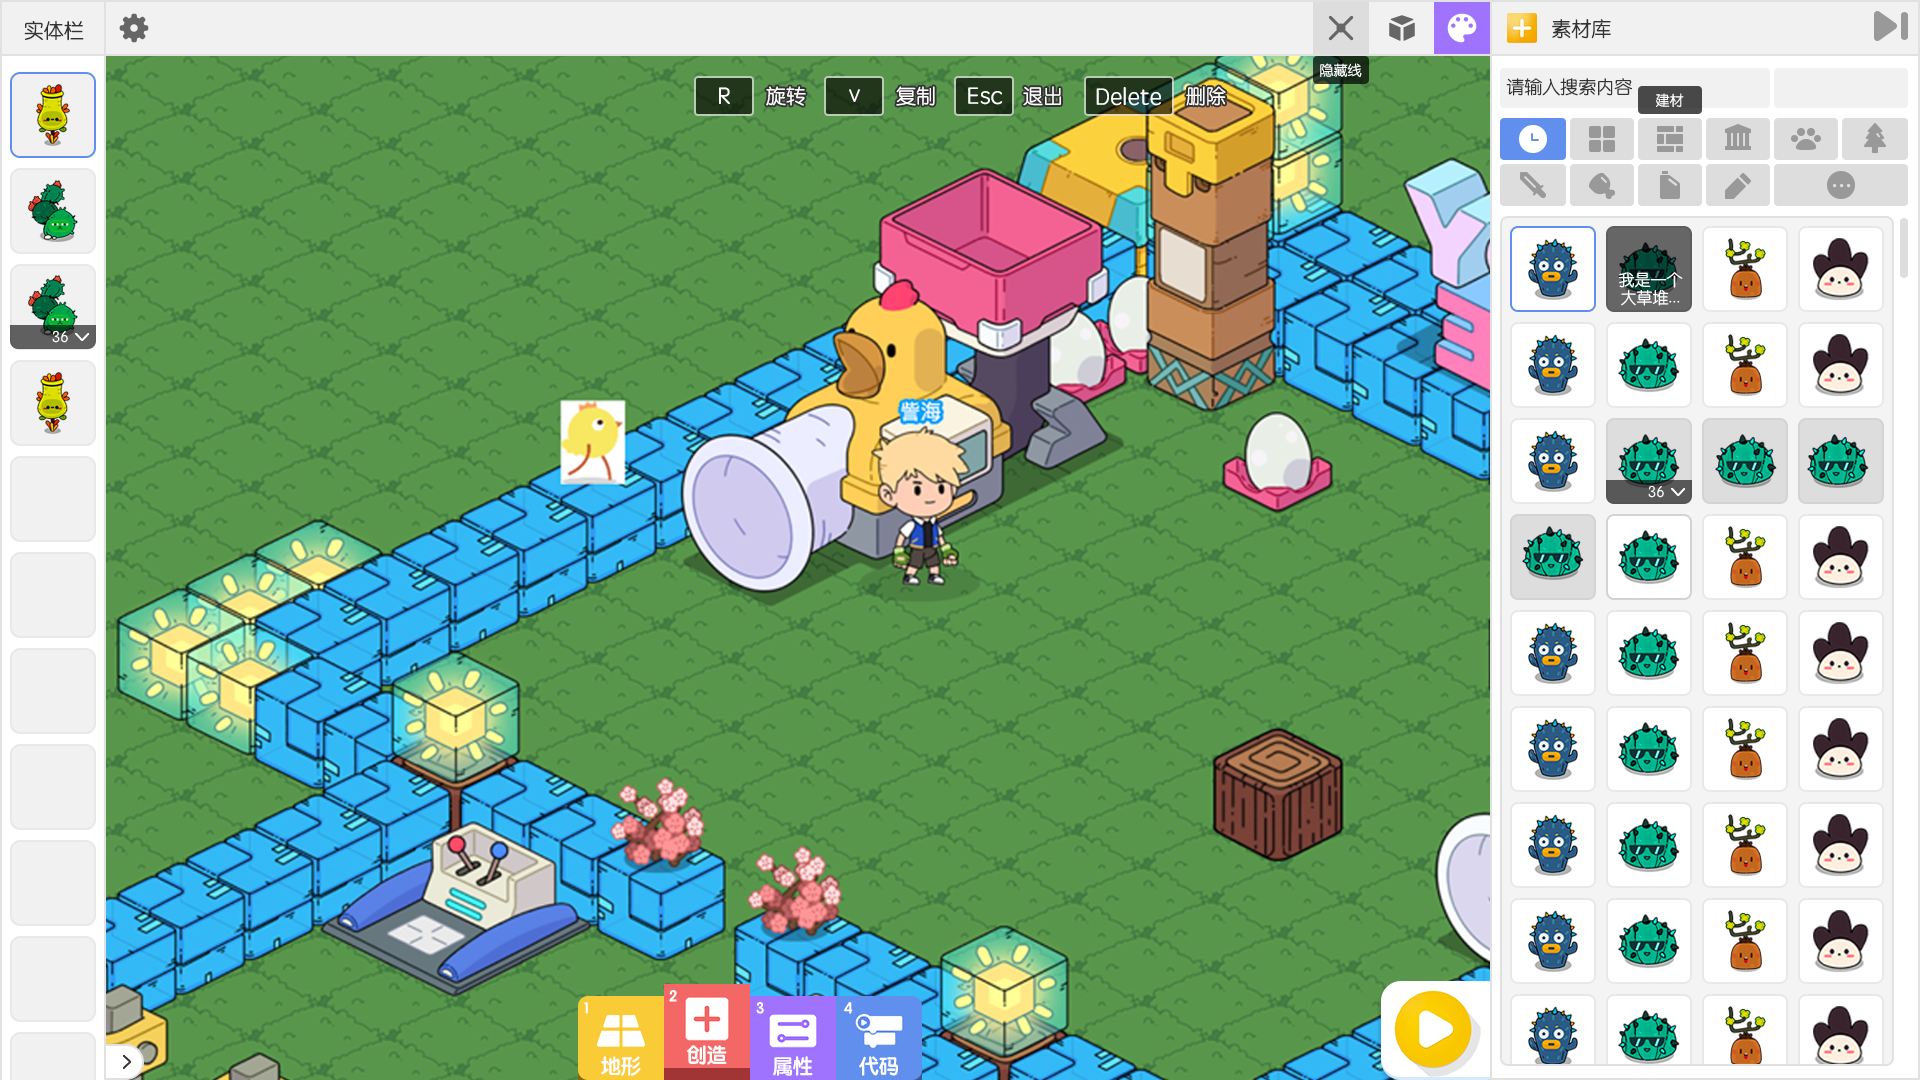 实体栏
素材库
隐藏线
R 旋转 V 复制 Esc 退出 Delete 删除
请输入搜索内容
建材
我是一个
大草堆...
36
36
訾海
1 地形
2 创造
3 属性
4 代码